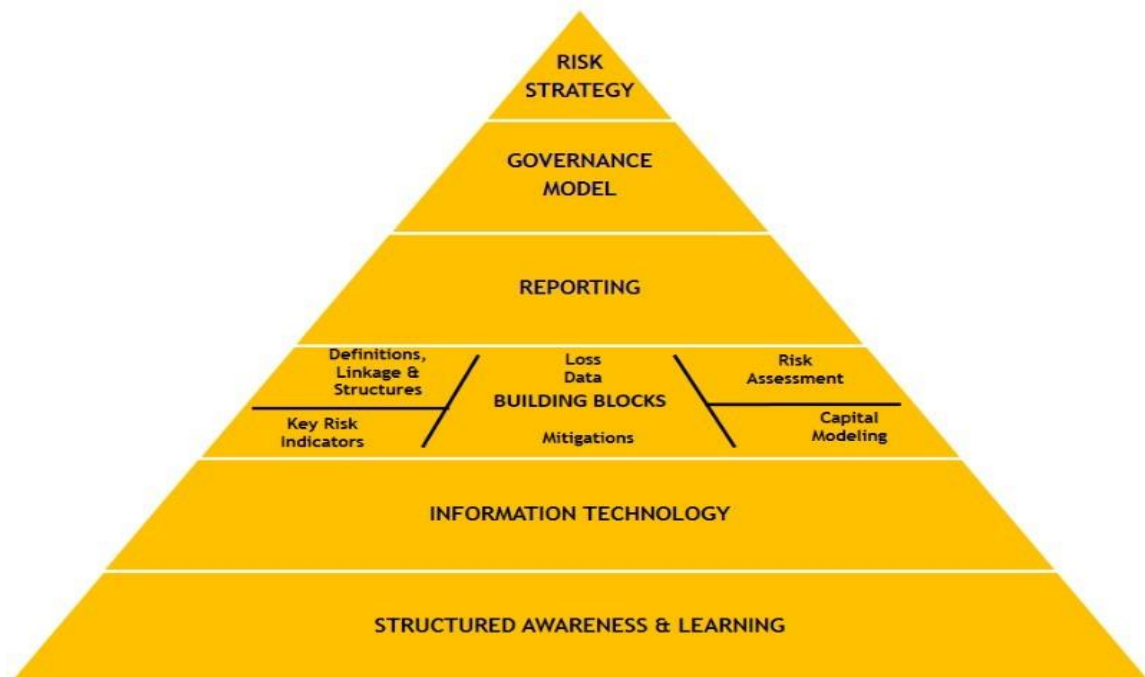 RISK
STRATEGY
GOVERNANCE
MODEL
REPORTING
Definitions,
Linkage &
Structures
Key Risk
Indicators
Loss
Data
BUILDING BLOCKS
Mitigations
Risk
Assessment
Capital
Modeling
INFORMATION TECHNOLOGY
STRUCTURED AWARENESS & LEARNING